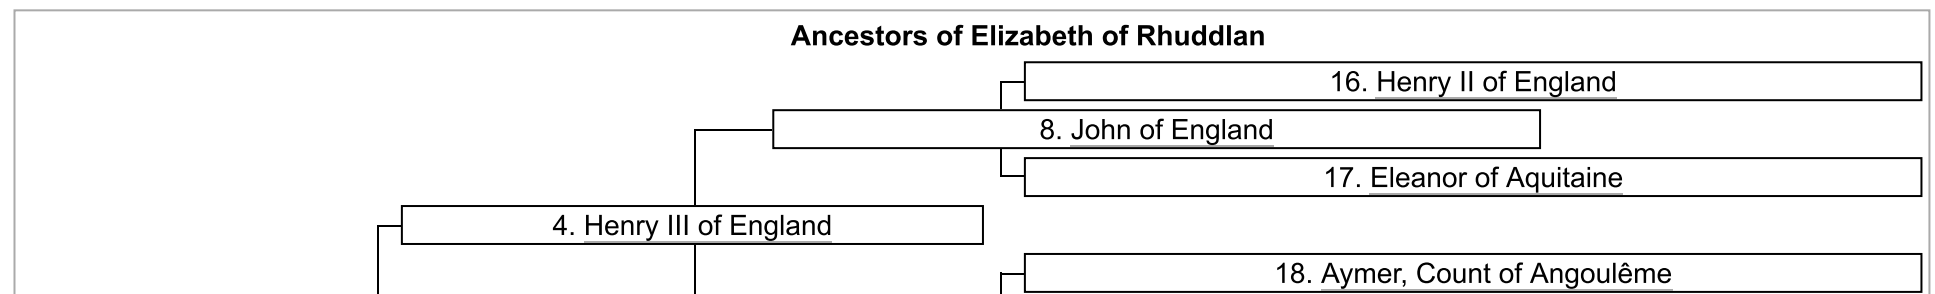 Ancestors of Elizabeth of Rhuddlan
16. Henry II of England
8. John of England
17. Eleanor of Aquitaine
4. Henry III of England
18. Aymer, Count of Angoulême